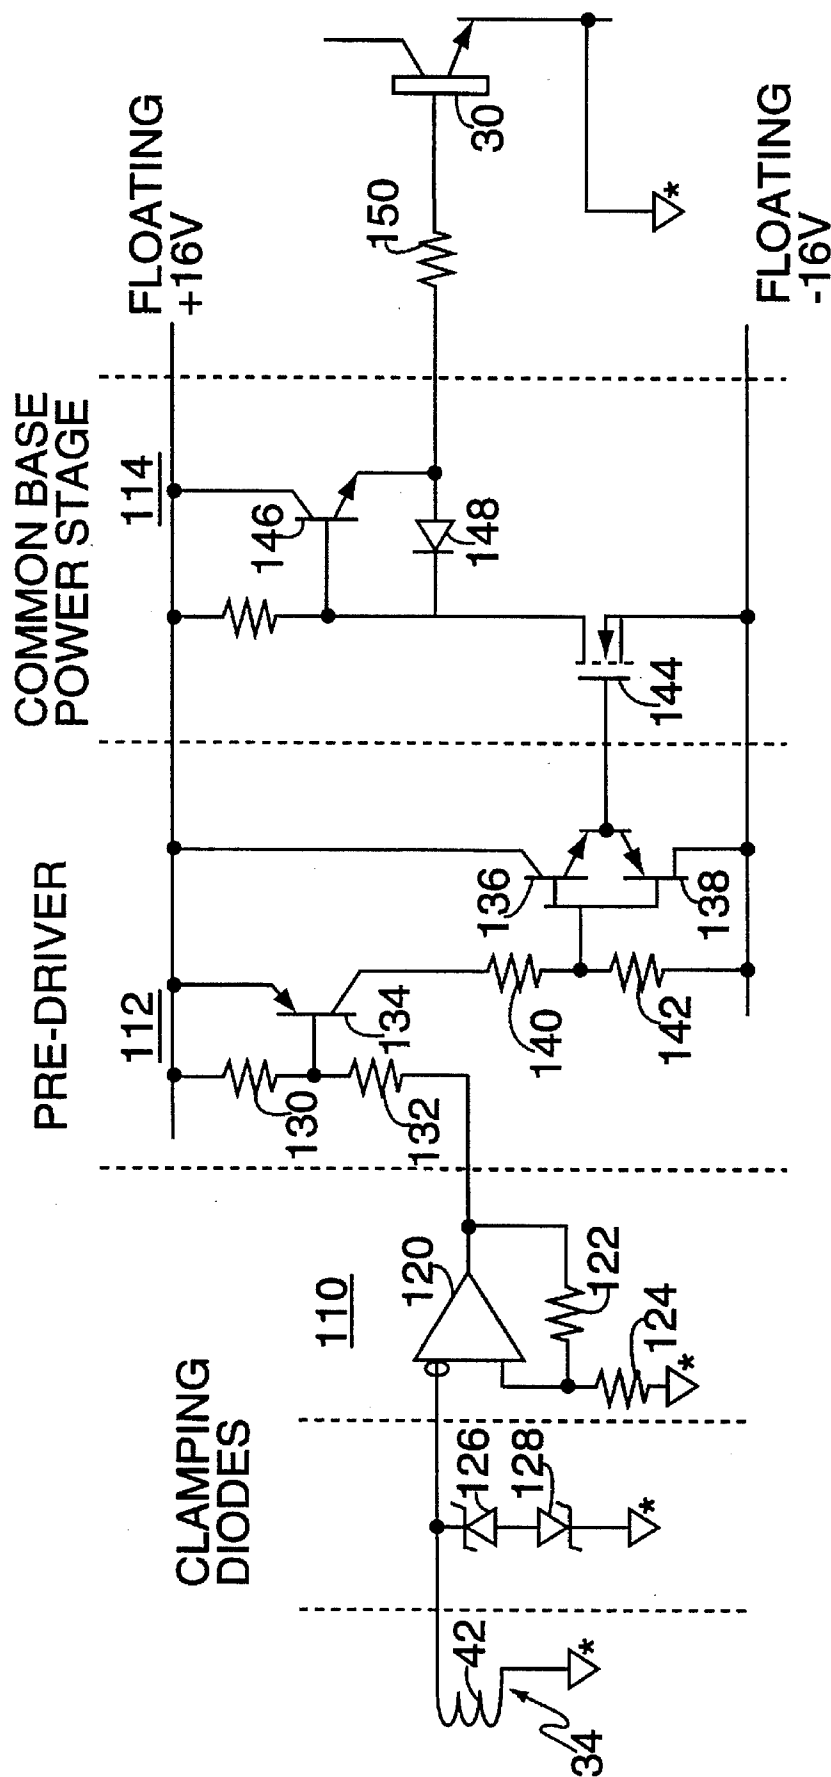 CLAMPING
DIODES
PRE-DRIVER
COMMON BASE
POWER STAGE
FLOATING
+16V
110
112
114
34
42
*
126
128
*
120
122
124
*
130
132
134
140
142
136
138
144
146
148
150
30
*
FLOATING
-16V